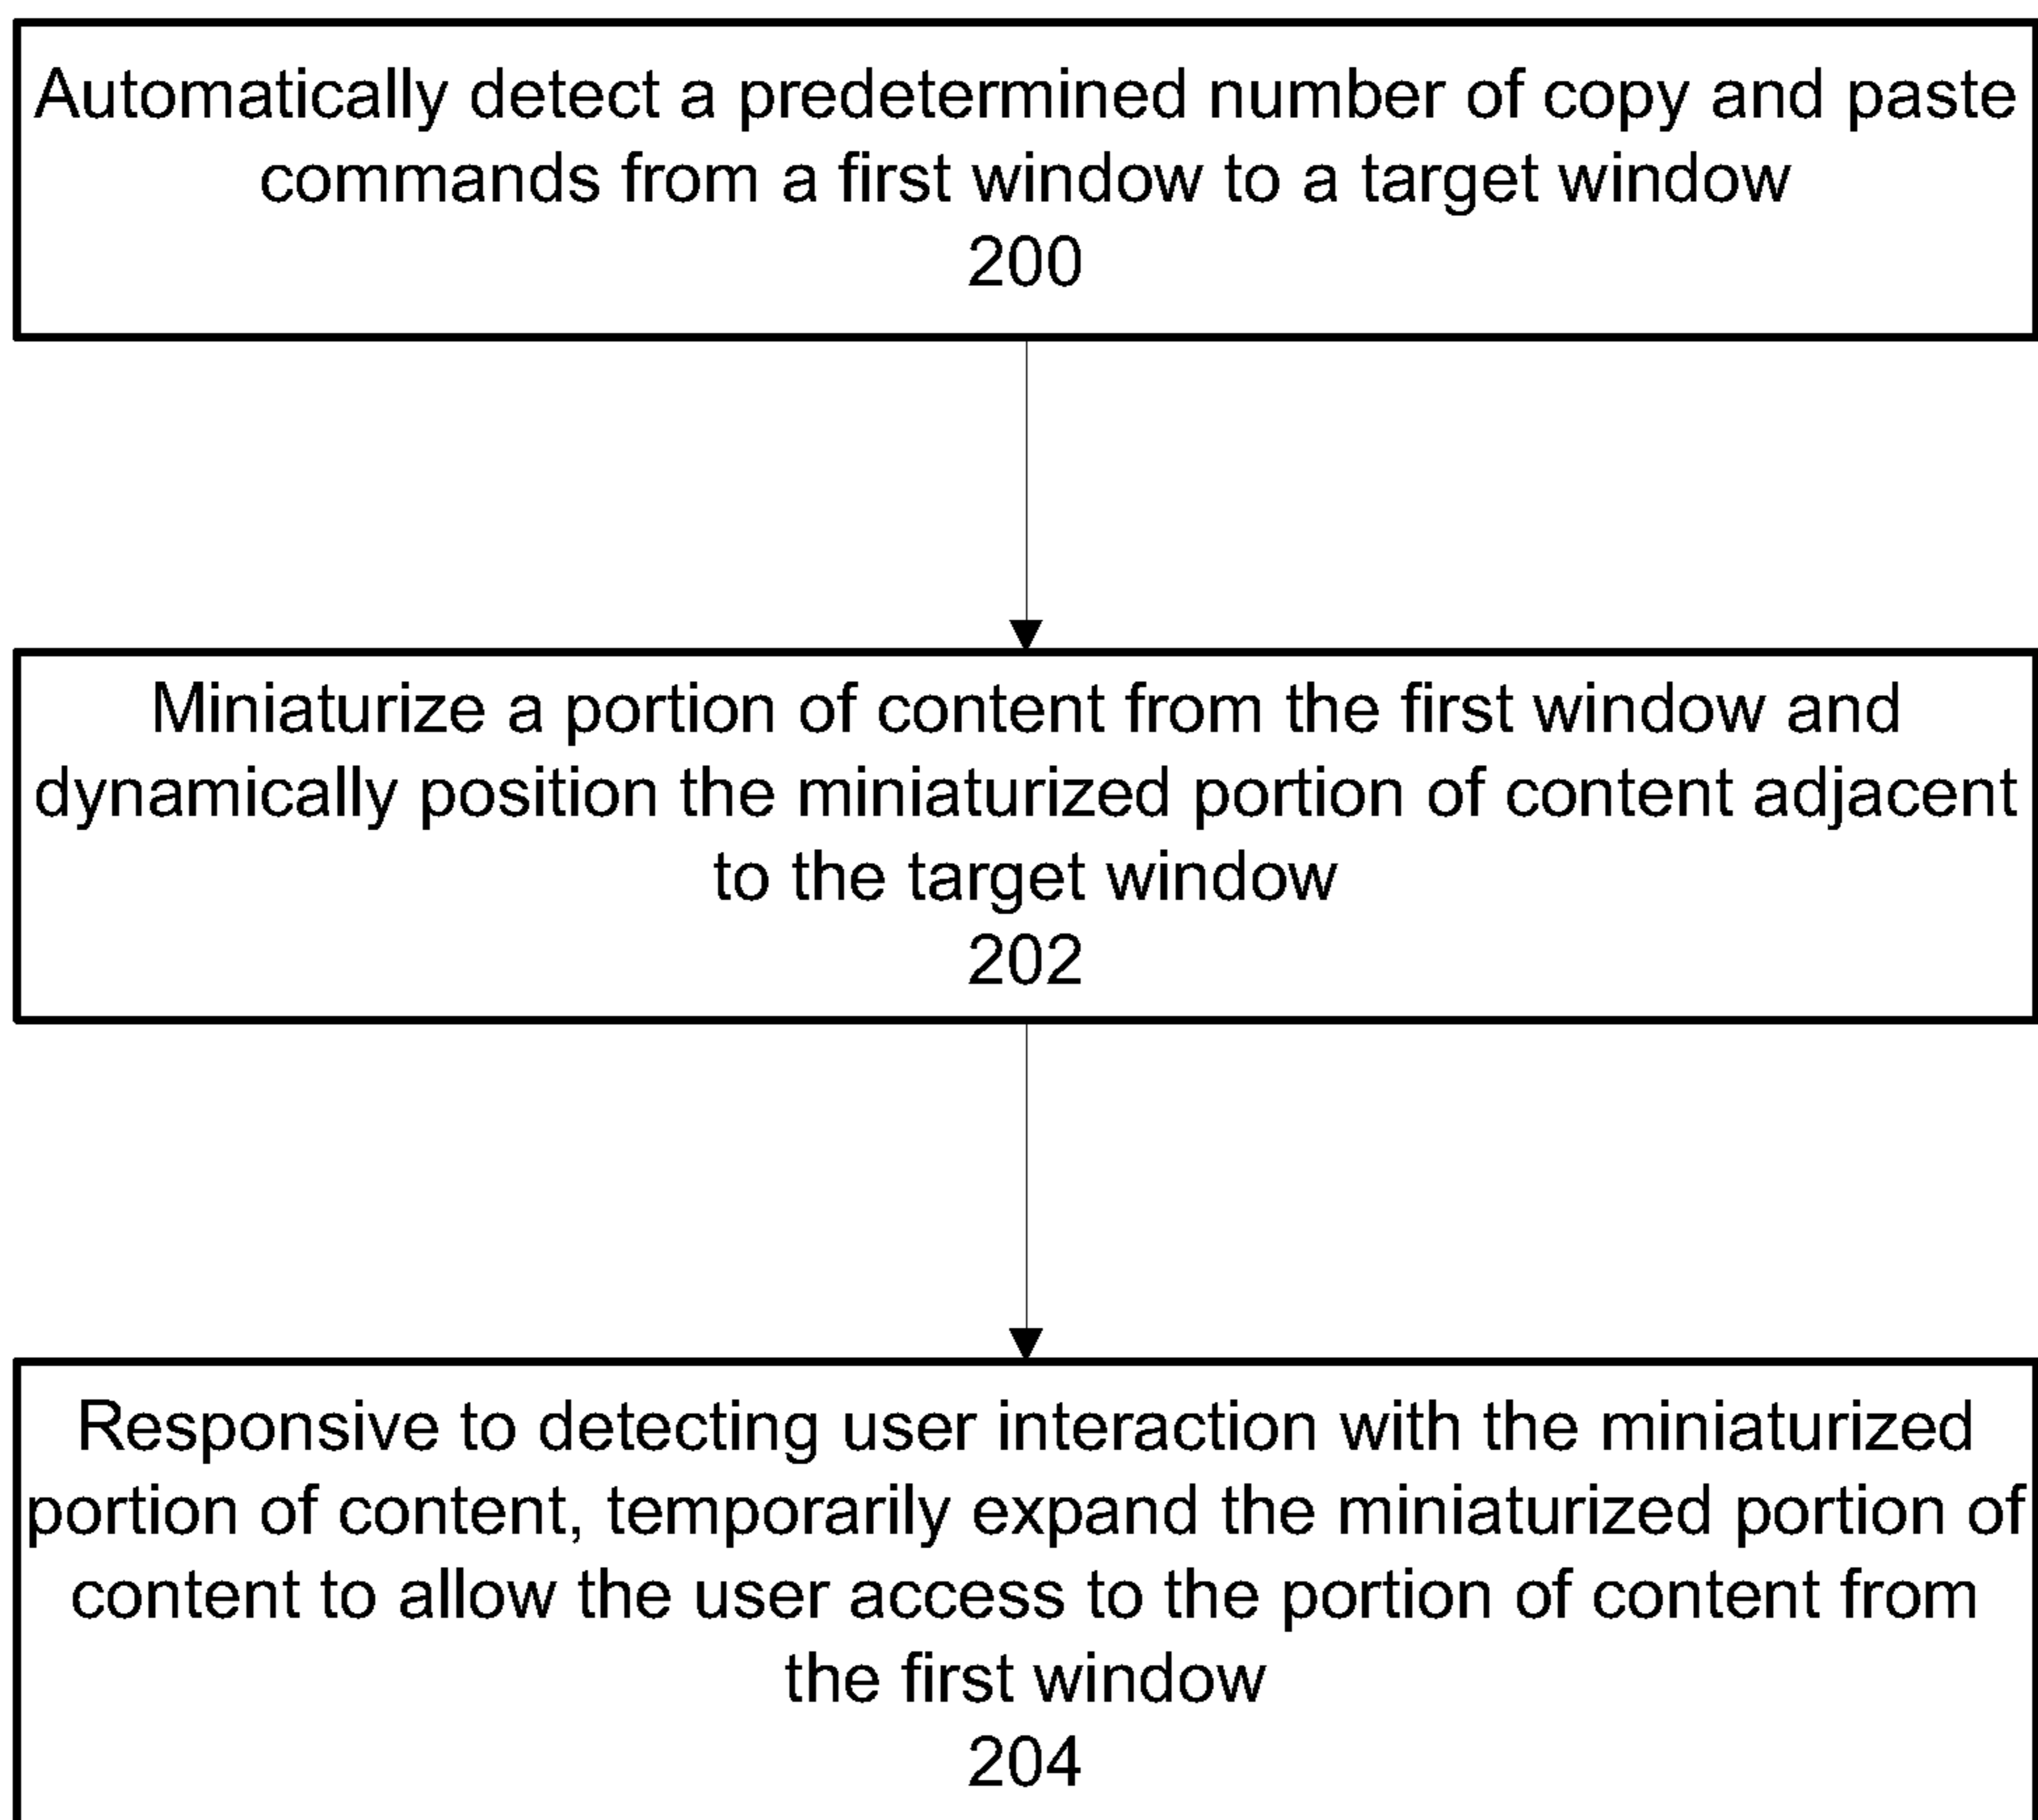 Automatically detect a predetermined number of copy and paste
commands from a first window to a target window
200
Miniaturize a portion of content from the first window and
dynamically position the miniaturized portion of content adjacent
to the target window
202
Responsive to detecting user interaction with the miniaturized
portion of content, temporarily expand the miniaturized portion of
content to allow the user access to the portion of content from
the first window
204